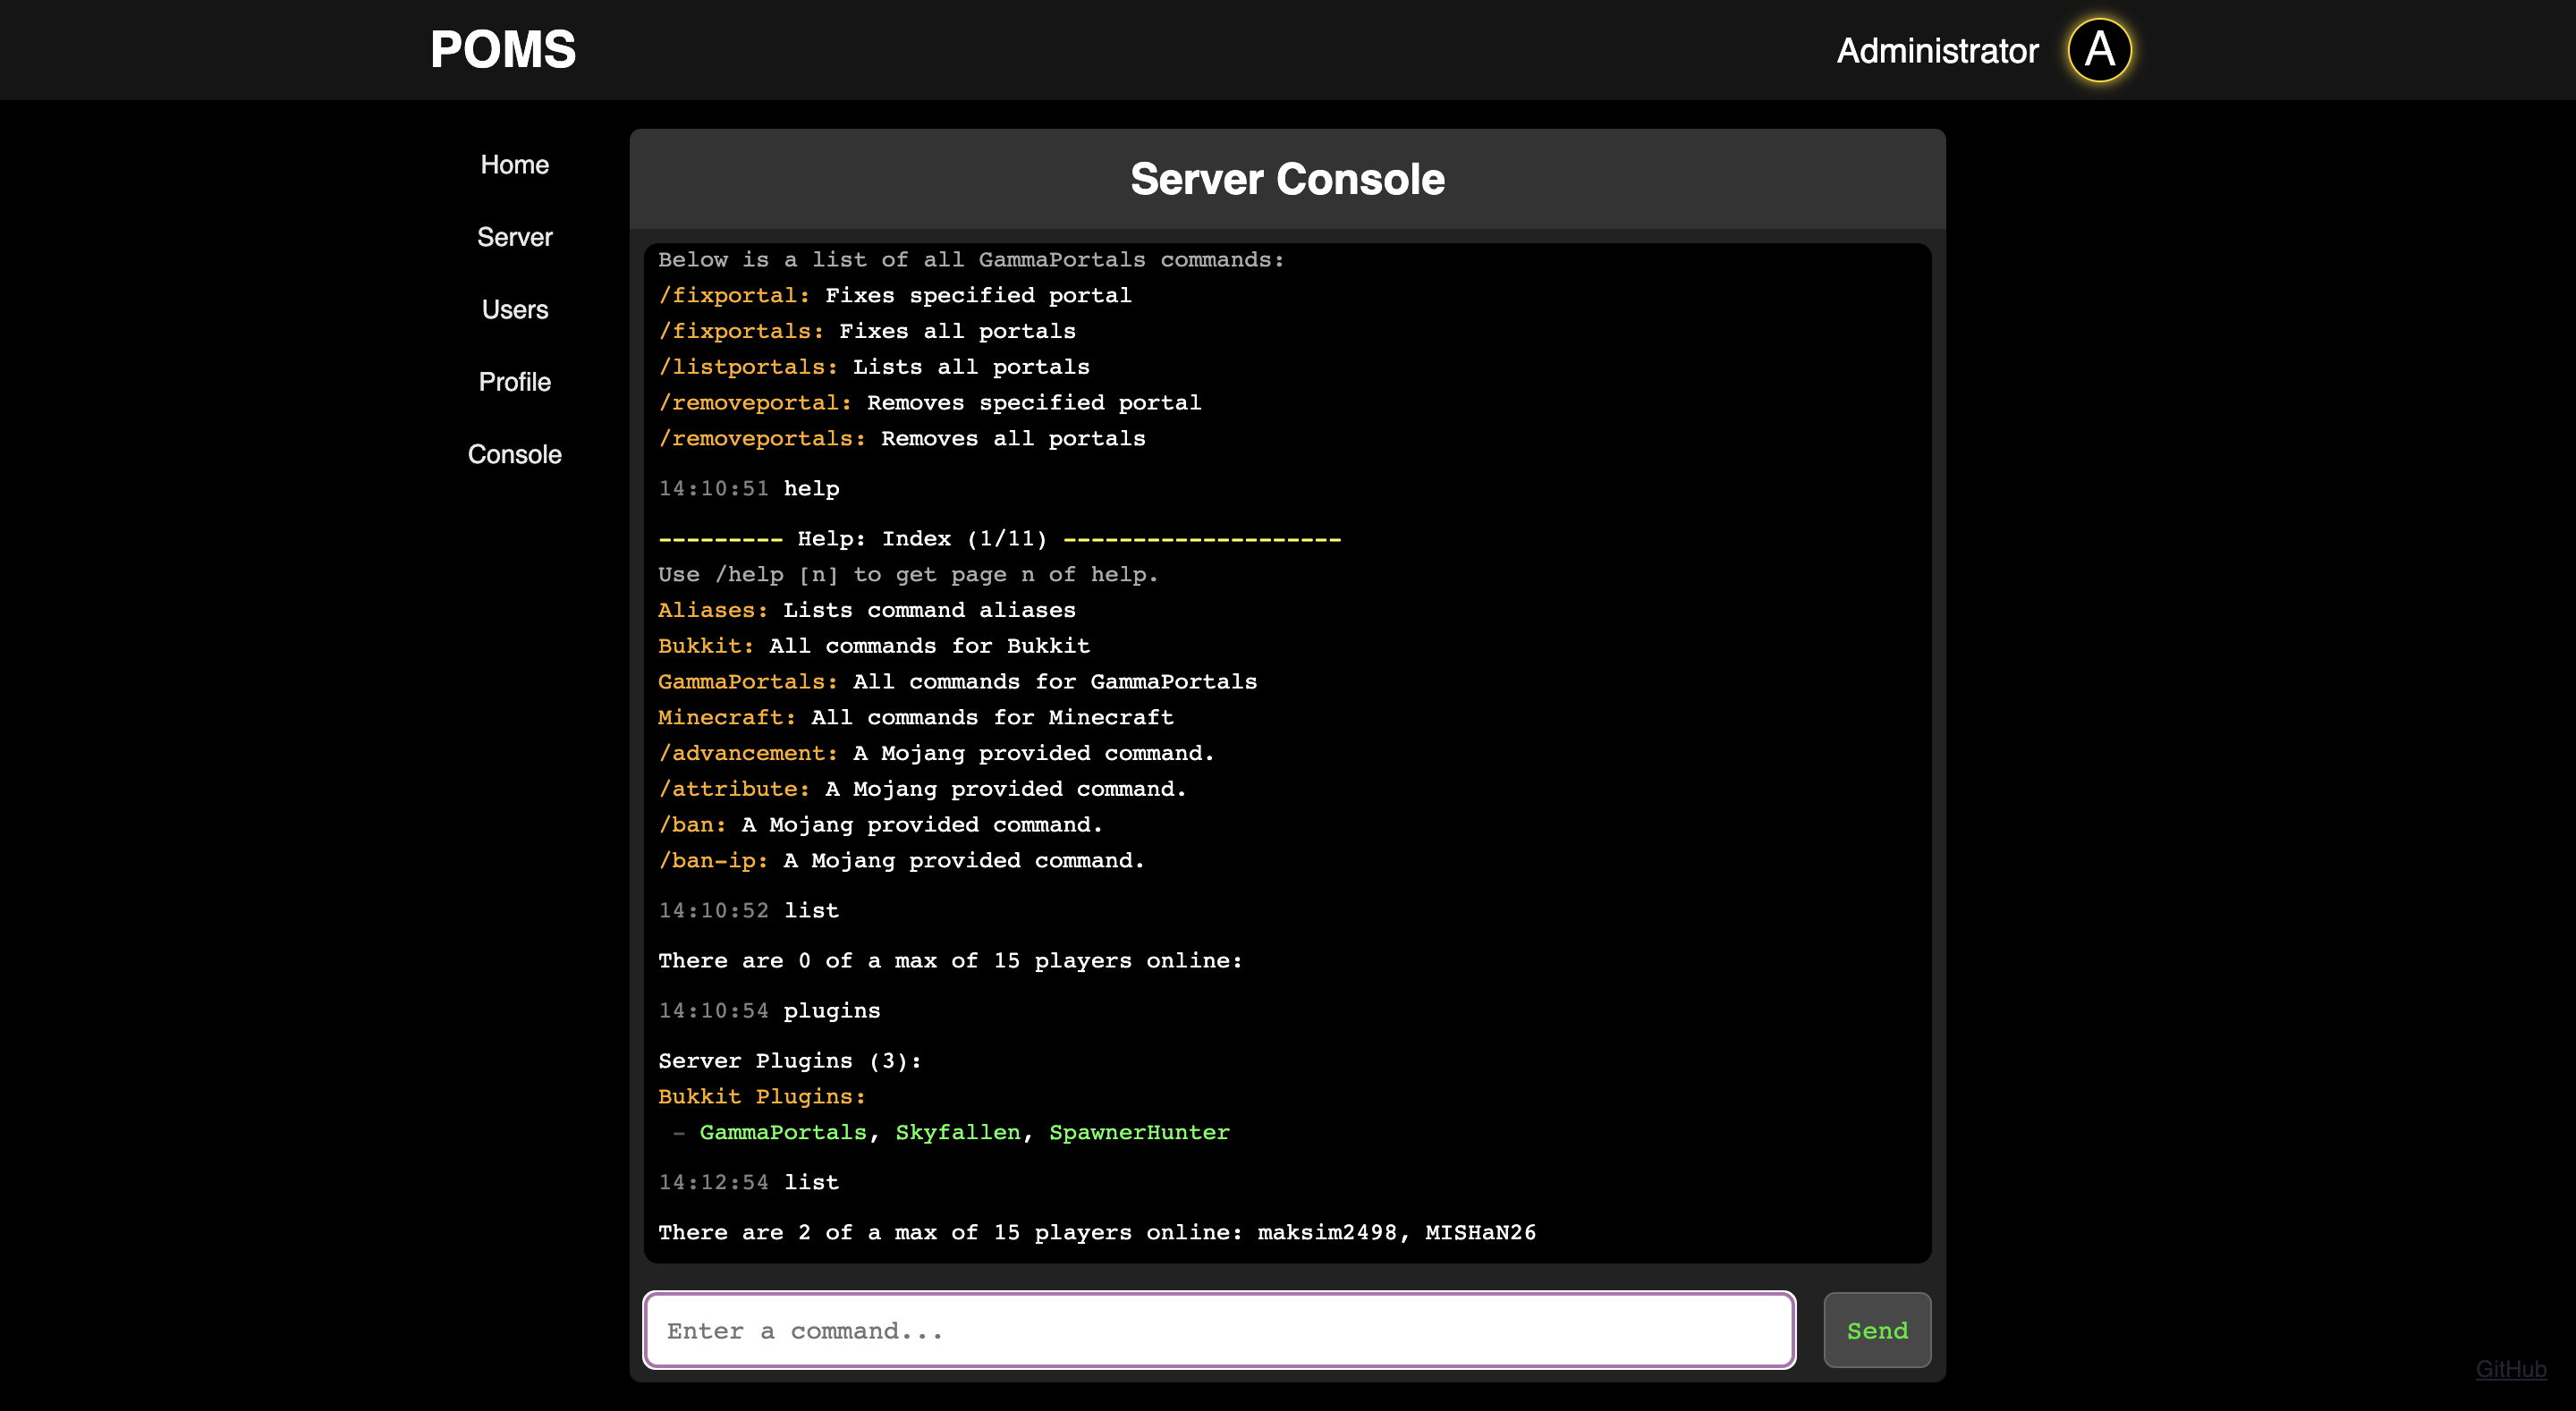 POMS
Administrator A
Home
Server
Users
Profile
Console
Server Console
Below is a list of all GammaPortals commands:
/fixportal: Fixes specified portal
/fixportals: Fixes all portals
/listportals: Lists all portals
/removeportal: Removes specified portal
/removeportals: Removes all portals
14:10:51 help
--------- Help: Index (1/11) --------------------
Use /help [n] to get page n of help.
Aliases: Lists command aliases
Bukkit: All commands for Bukkit
GammaPortals: All commands for GammaPortals
Minecraft: All commands for Minecraft
/advancement: A Mojang provided command.
/attribute: A Mojang provided command.
/ban: A Mojang provided command.
/ban-ip: A Mojang provided command.
14:10:52 list
There are 0 of a max of 15 players online:
14:10:54 plugins
Server Plugins (3):
Bukkit Plugins:
- GammaPortals, Skyfallen, SpawnerHunter
14:12:54 list
There are 2 of a max of 15 players online: maksim2498, MISHaN26
Enter a command...
Send
GitHub